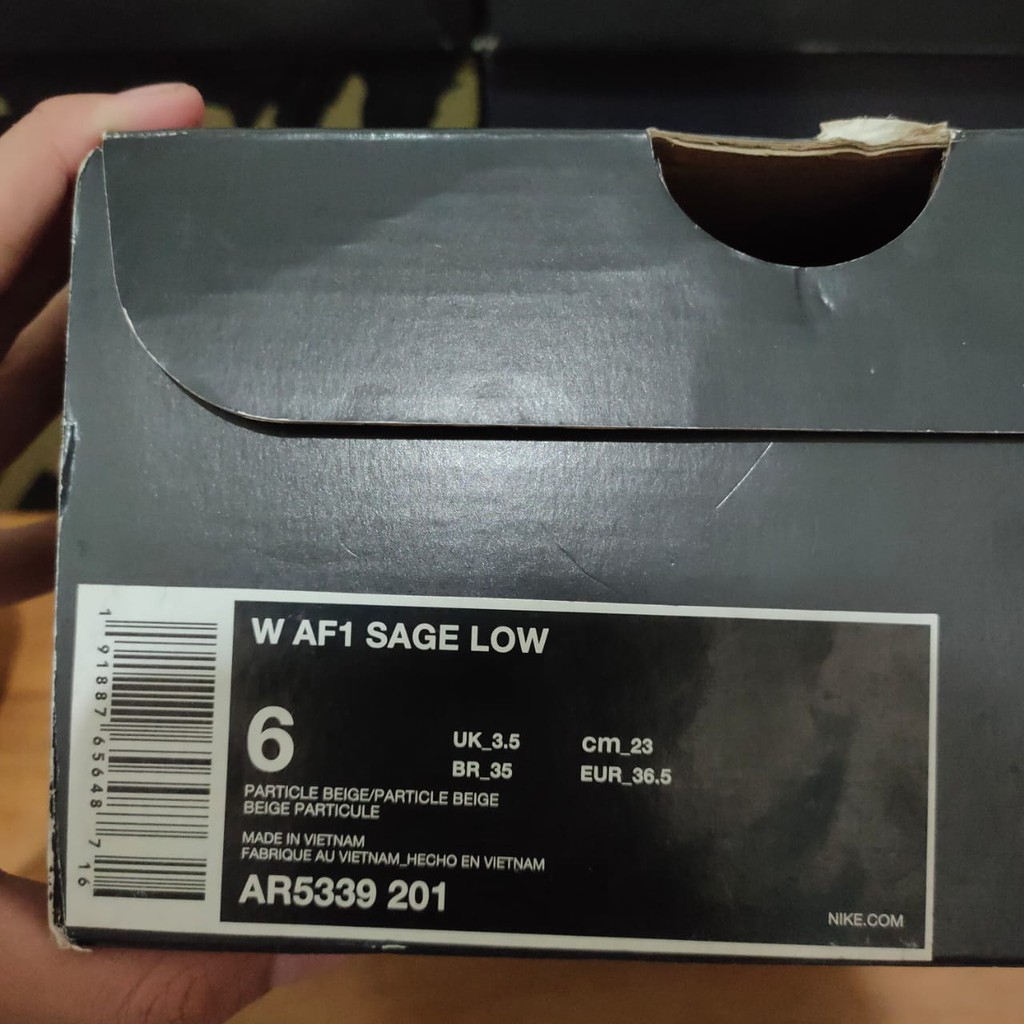 W AF1 SAGE LOW
6
UK_3.5 cm_23
BR_35 EUR_36.5
PARTICLE BEIGE/PARTICLE BEIGE
BEIGE PARTICULE
MADE IN VIETNAM
FABRIQUE AU VIETNAM_HECHO EN VIETNAM
AR5339 201
NIKE.COM
1 91887 65648 7 16